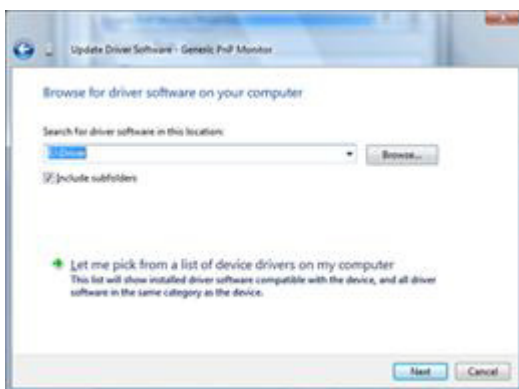 Update Driver Software - Generic PnP Monitor
Browse for driver software on your computer
Search for driver software in this location:
Browse...
Include subfolders
Let me pick from a list of device drivers on my computer
This list will show installed driver software compatible with the device, and all driver
software in the same category as the device.
Next Cancel